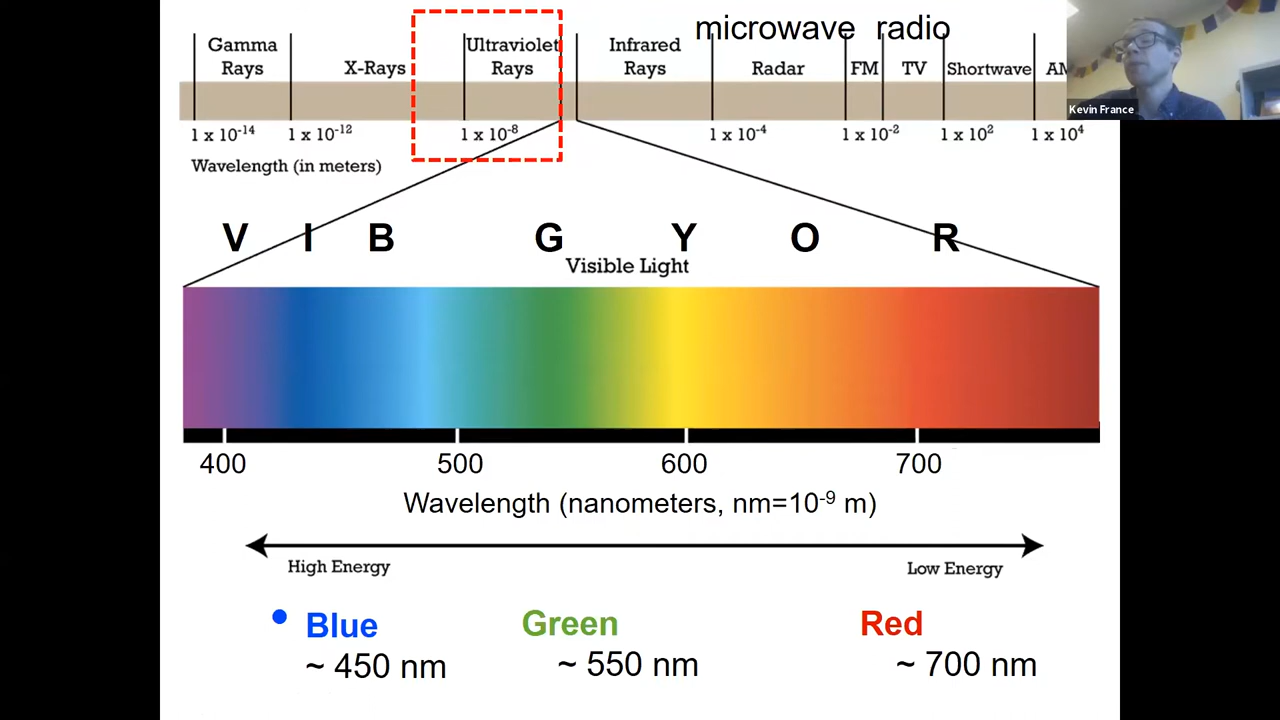 microwave radio
Gamma Rays
X-Rays
Ultraviolet Rays
Infrared Rays
Radar
FM
TV
Shortwave
AM
Kevin France
1 x 10-14
1 x 10-12
1 x 10-8
1 x 10-4
1 x 10-2
1 x 102
1 x 104
Wavelength (in meters)
V I B G Y O R
Visible Light
400 500 600 700
Wavelength (nanometers, nm=10-9 m)
High Energy
Low Energy
• Blue Green Red
~ 450 nm ~ 550 nm ~ 700 nm